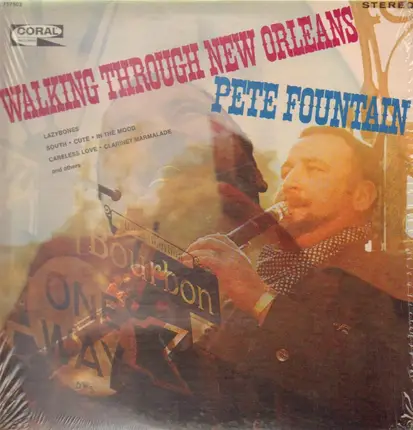 CORAL
STEREO
WALKING THROUGH NEW ORLEANS
PETE FOUNTAIN
LAZYBONES
SOUTH • CUTE • IN THE MOOD
CARELESS LOVE • CLARINET MARMALADE
and others
Bourbon
ONE
WAY